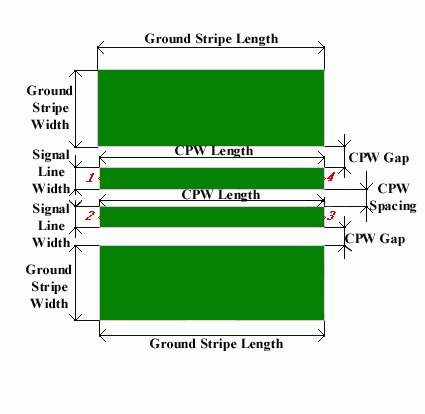 Ground Stripe Length
Ground
Stripe
Width
CPW Length
Signal
Line
Width
1
4
CPW Gap
CPW Length
CPW
Spacing
Signal
Line
Width
2
3
CPW Gap
Ground
Stripe
Width
Ground Stripe Length